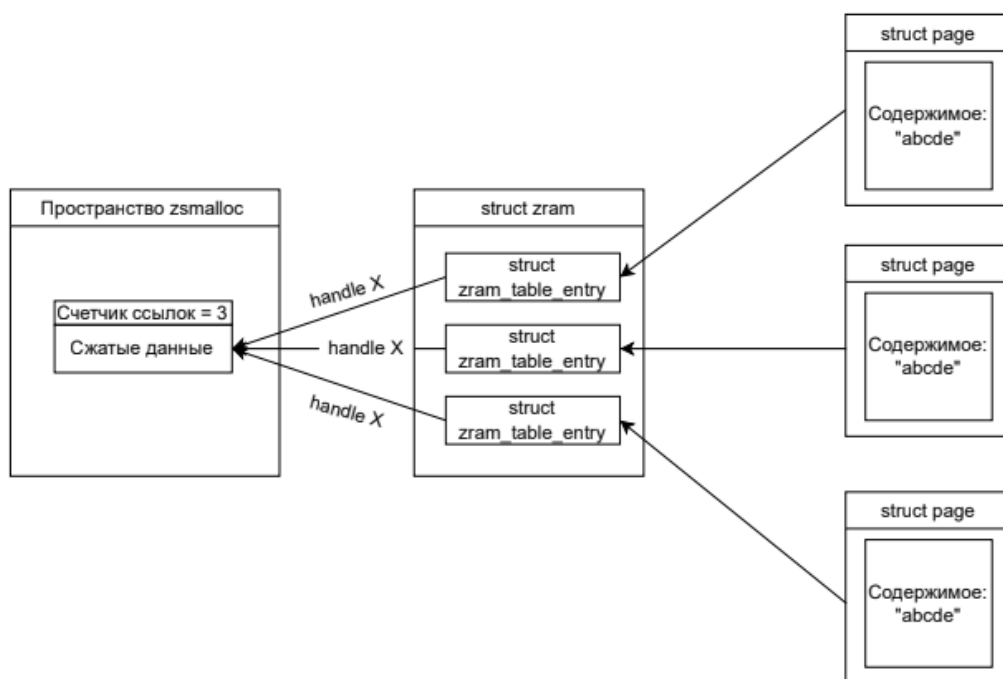 Пространство zsmalloc
Счетчик ссылок = 3
Сжатые данные
handle X
handle X
handle X
struct zram
struct
zram_table_entry
struct
zram_table_entry
struct
zram_table_entry
struct page
Содержимое:
"abcde"
struct page
Содержимое:
"abcde"
struct page
Содержимое:
"abcde"